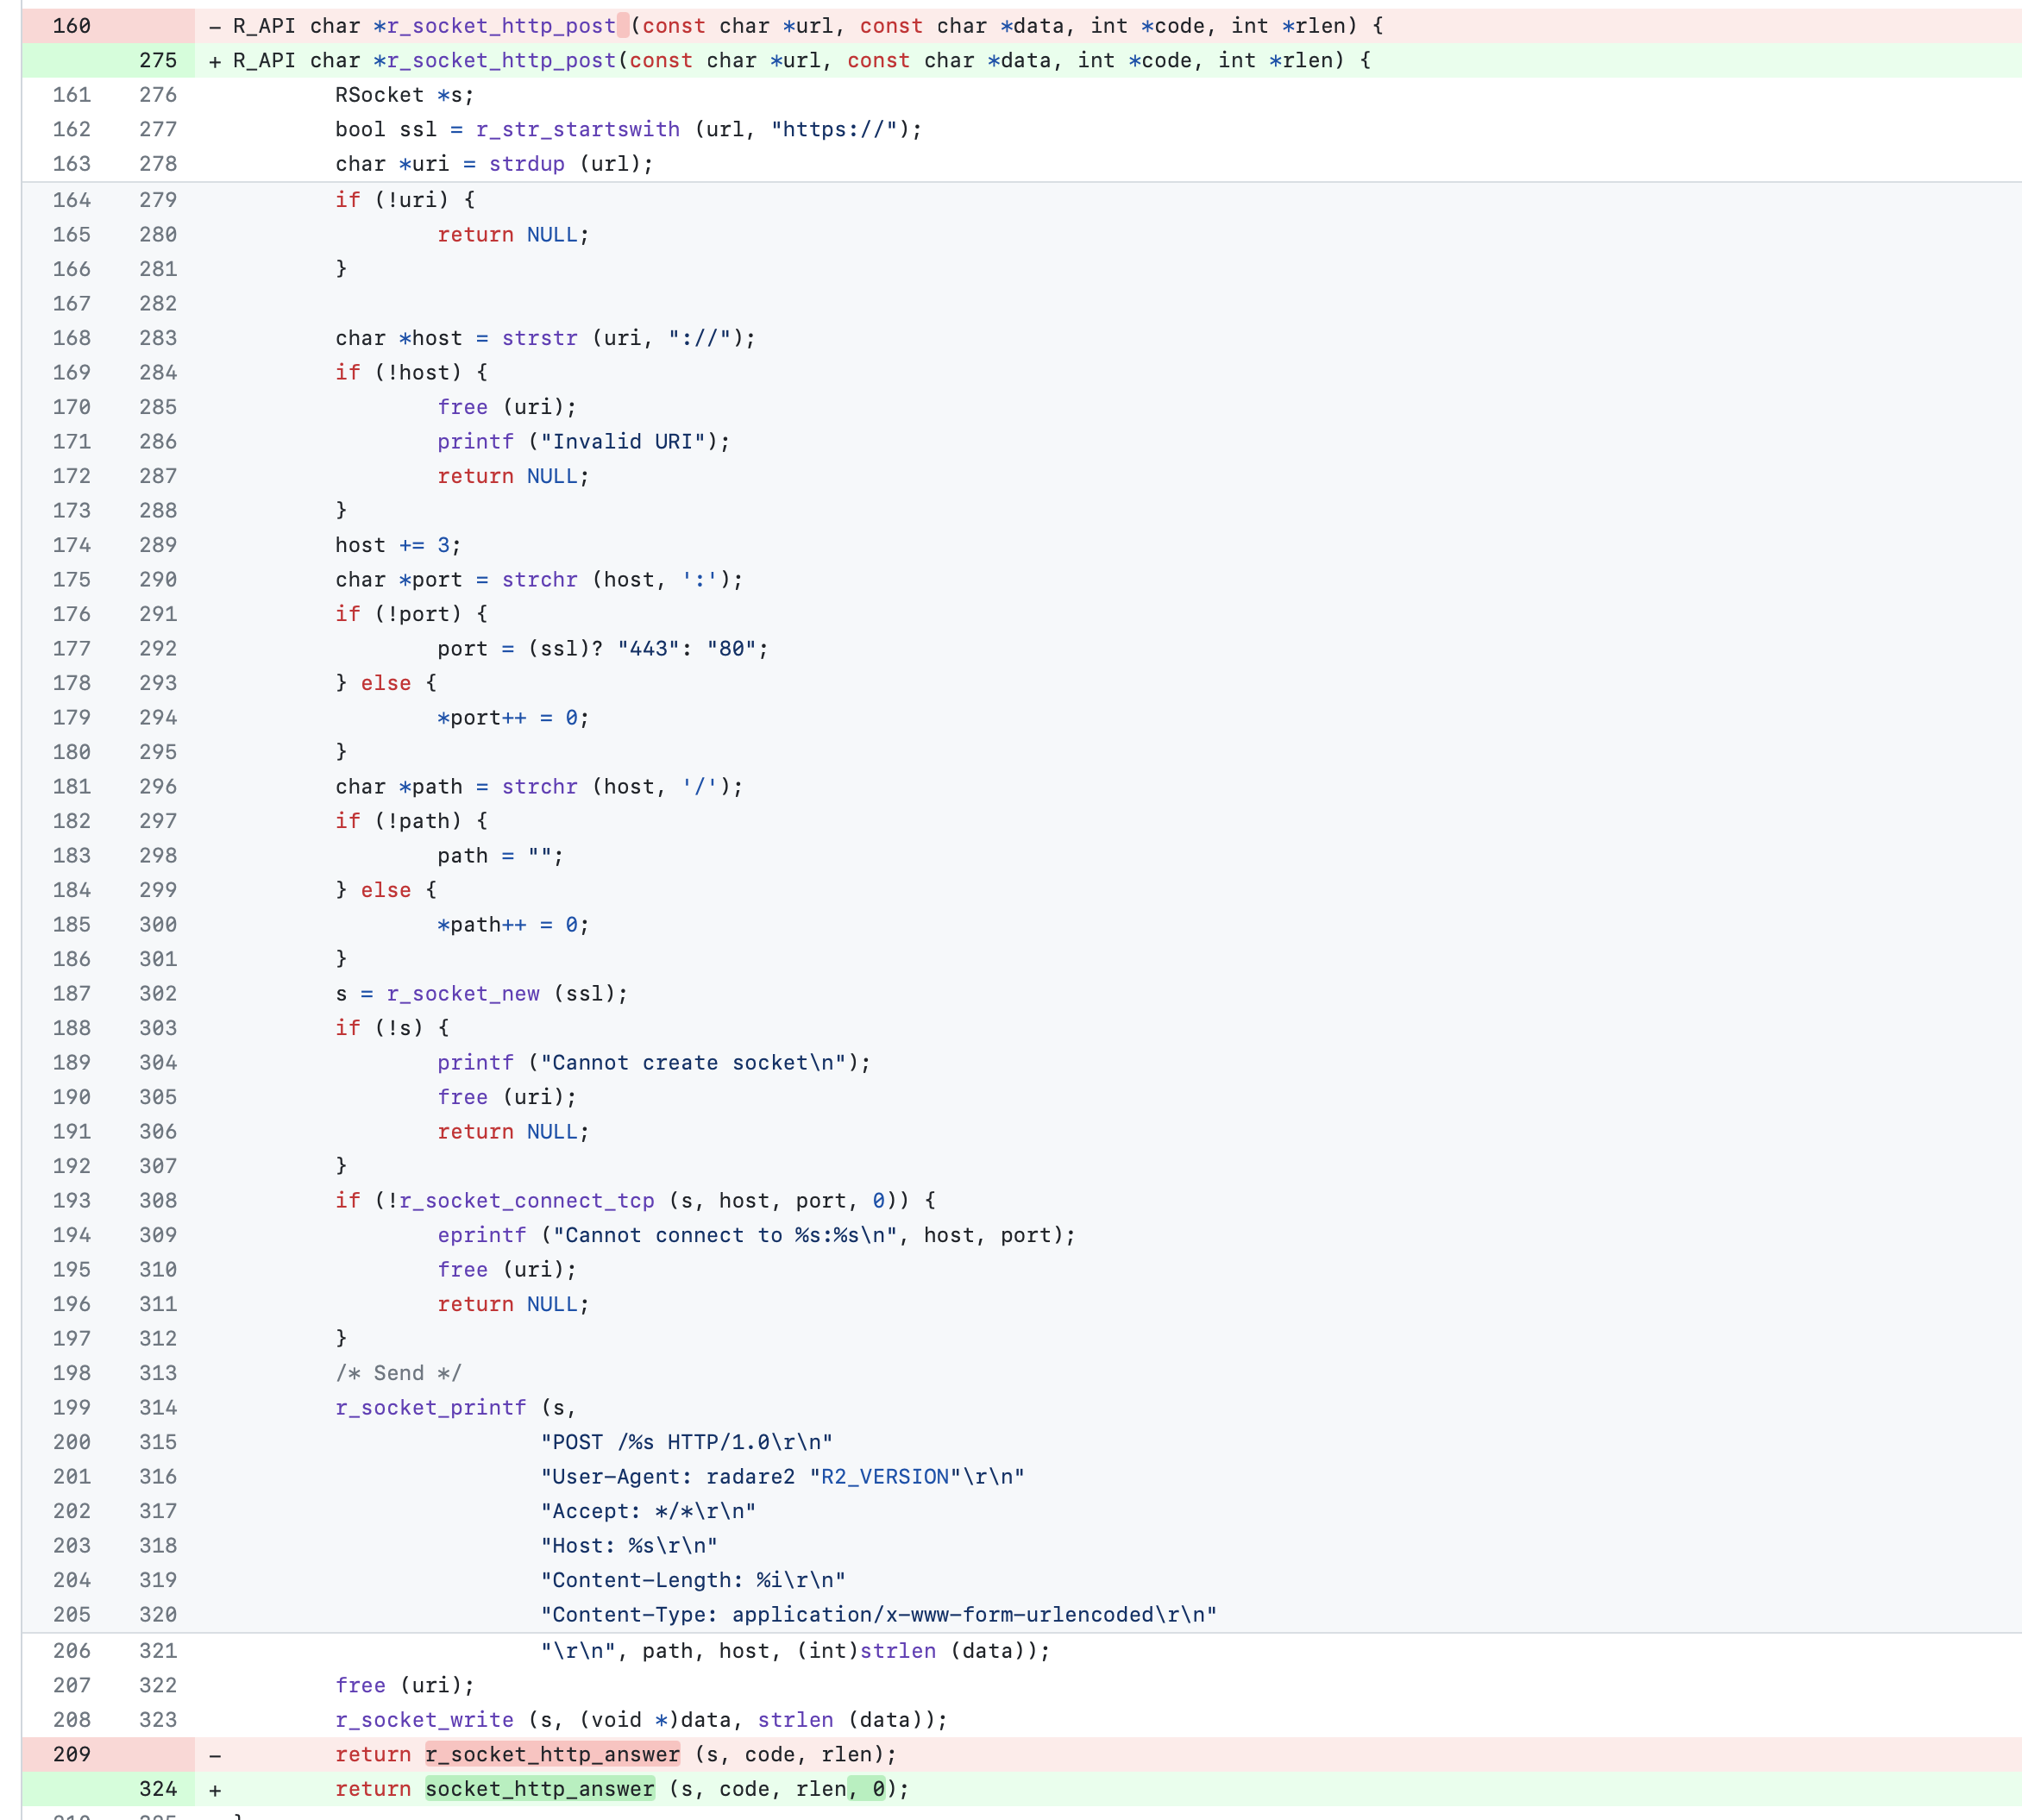 160 - R_API char *r_socket_http_post (const char *url, const char *data, int *code, int *rlen) {
275 + R_API char *r_socket_http_post(const char *url, const char *data, int *code, int *rlen) {
161 276 RSocket *s;
162 277 bool ssl = r_str_startswith (url, "https://");
163 278 char *uri = strdup (url);
164 279 if (!uri) {
165 280 return NULL;
166 281 }
167 282
168 283 char *host = strstr (uri, "://");
169 284 if (!host) {
170 285 free (uri);
171 286 printf ("Invalid URI");
172 287 return NULL;
173 288 }
174 289 host += 3;
175 290 char *port = strchr (host, ':');
176 291 if (!port) {
177 292 port = (ssl)? "443": "80";
178 293 } else {
179 294 *port++ = 0;
180 295 }
181 296 char *path = strchr (host, '/');
182 297 if (!path) {
183 298 path = "";
184 299 } else {
185 300 *path++ = 0;
186 301 }
187 302 s = r_socket_new (ssl);
188 303 if (!s) {
189 304 printf ("Cannot create socket\n");
190 305 free (uri);
191 306 return NULL;
192 307 }
193 308 if (!r_socket_connect_tcp (s, host, port, 0)) {
194 309 eprintf ("Cannot connect to %s:%s\n", host, port);
195 310 free (uri);
196 311 return NULL;
197 312 }
198 313 /* Send */
199 314 r_socket_printf (s,
200 315 "POST /%s HTTP/1.0\r\n"
201 316 "User-Agent: radare2 "R2_VERSION"\r\n"
202 317 "Accept: */*\r\n"
203 318 "Host: %s\r\n"
204 319 "Content-Length: %i\r\n"
205 320 "Content-Type: application/x-www-form-urlencoded\r\n"
206 321 "\r\n", path, host, (int)strlen (data));
207 322 free (uri);
208 323 r_socket_write (s, (void *)data, strlen (data));
209 - return r_socket_http_answer (s, code, rlen);
324 + return socket_http_answer (s, code, rlen, 0);